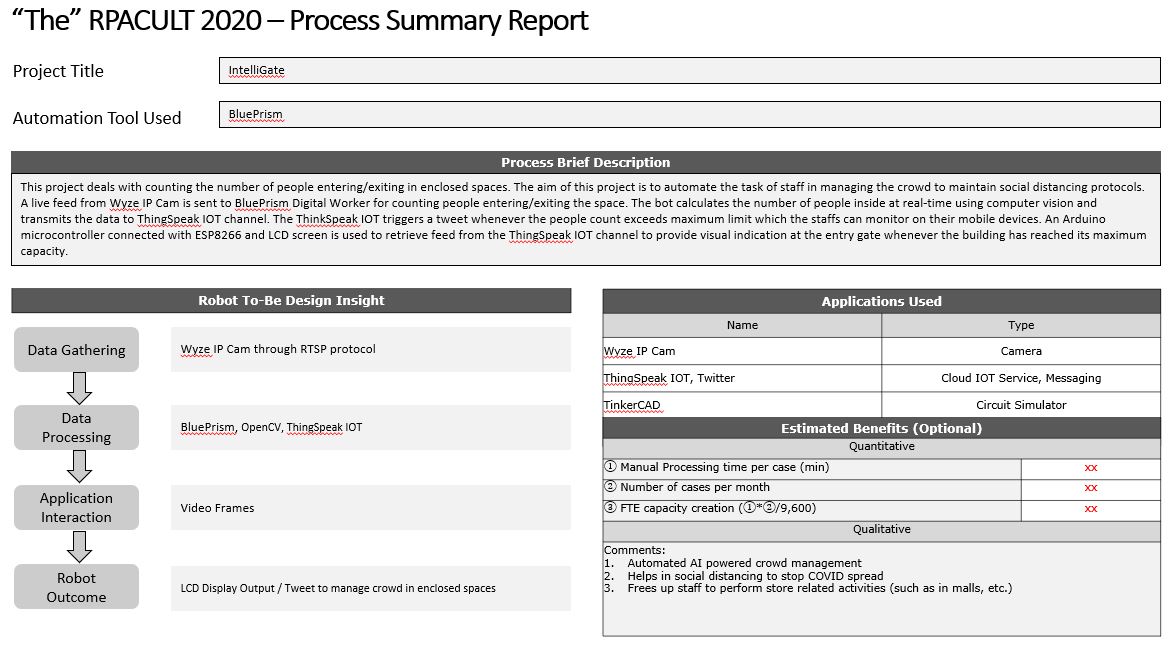 “The” RPACULT 2020 – Process Summary Report
Project Title
IntelliGate
Automation Tool Used
BluePrism
Process Brief Description
This project deals with counting the number of people entering/exiting in enclosed spaces. The aim of this project is to automate the task of staff in managing the crowd to maintain social distancing protocols.
A live feed from Wyze IP Cam is sent to BluePrism Digital Worker for counting people entering/exiting the space. The bot calculates the number of people inside at real-time using computer vision and
transmits the data to ThingSpeak IOT channel. The ThinkSpeak IOT triggers a tweet whenever the people count exceeds maximum limit which the staffs can monitor on their mobile devices. An Arduino
microcontroller connected with ESP8266 and LCD screen is used to retrieve feed from the ThingSpeak IOT channel to provide visual indication at the entry gate whenever the building has reached its maximum
capacity.
Robot To-Be Design Insight
Data Gathering
Wyze IP Cam through RTSP protocol
Data
Processing
BluePrism, OpenCV, ThingSpeak IOT
Application
Interaction
Video Frames
Robot
Outcome
LCD Display Output / Tweet to manage crowd in enclosed spaces
Applications Used
Name Type
Wyze IP Cam Camera
ThingSpeak IOT, Twitter Cloud IOT Service, Messaging
TinkerCAD Circuit Simulator
Estimated Benefits (Optional)
Quantitative
① Manual Processing time per case (min) xx
② Number of cases per month xx
③ FTE capacity creation (①*②/9,600) xx
Qualitative
Comments:
1. Automated AI powered crowd management
2. Helps in social distancing to stop COVID spread
3. Frees up staff to perform store related activities (such as in malls, etc.)